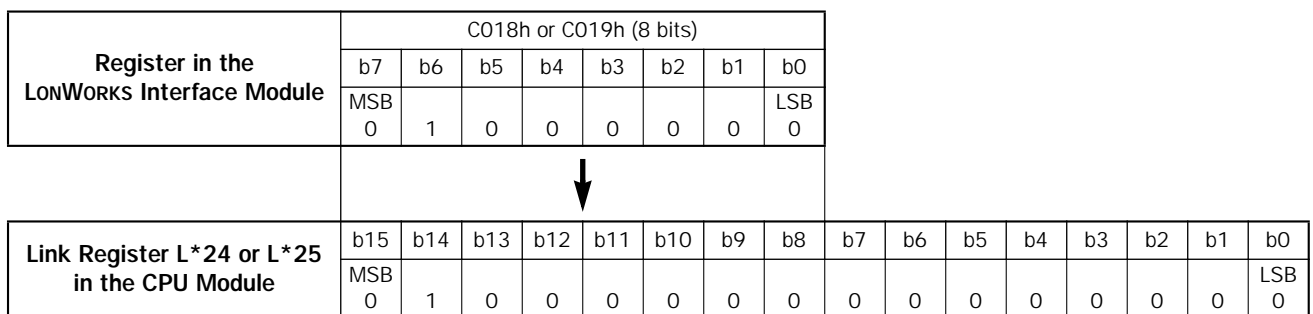 Register in the
LONWORKS Interface Module
C018h or C019h (8 bits)
b7 b6 b5 b4 b3 b2 b1 b0
MSB LSB
0 1 0 0 0 0 0 0
Link Register L*24 or L*25
in the CPU Module
b15 b14 b13 b12 b11 b10 b9 b8 b7 b6 b5 b4 b3 b2 b1 b0
MSB LSB
0 1 0 0 0 0 0 0 0 0 0 0 0 0 0 0